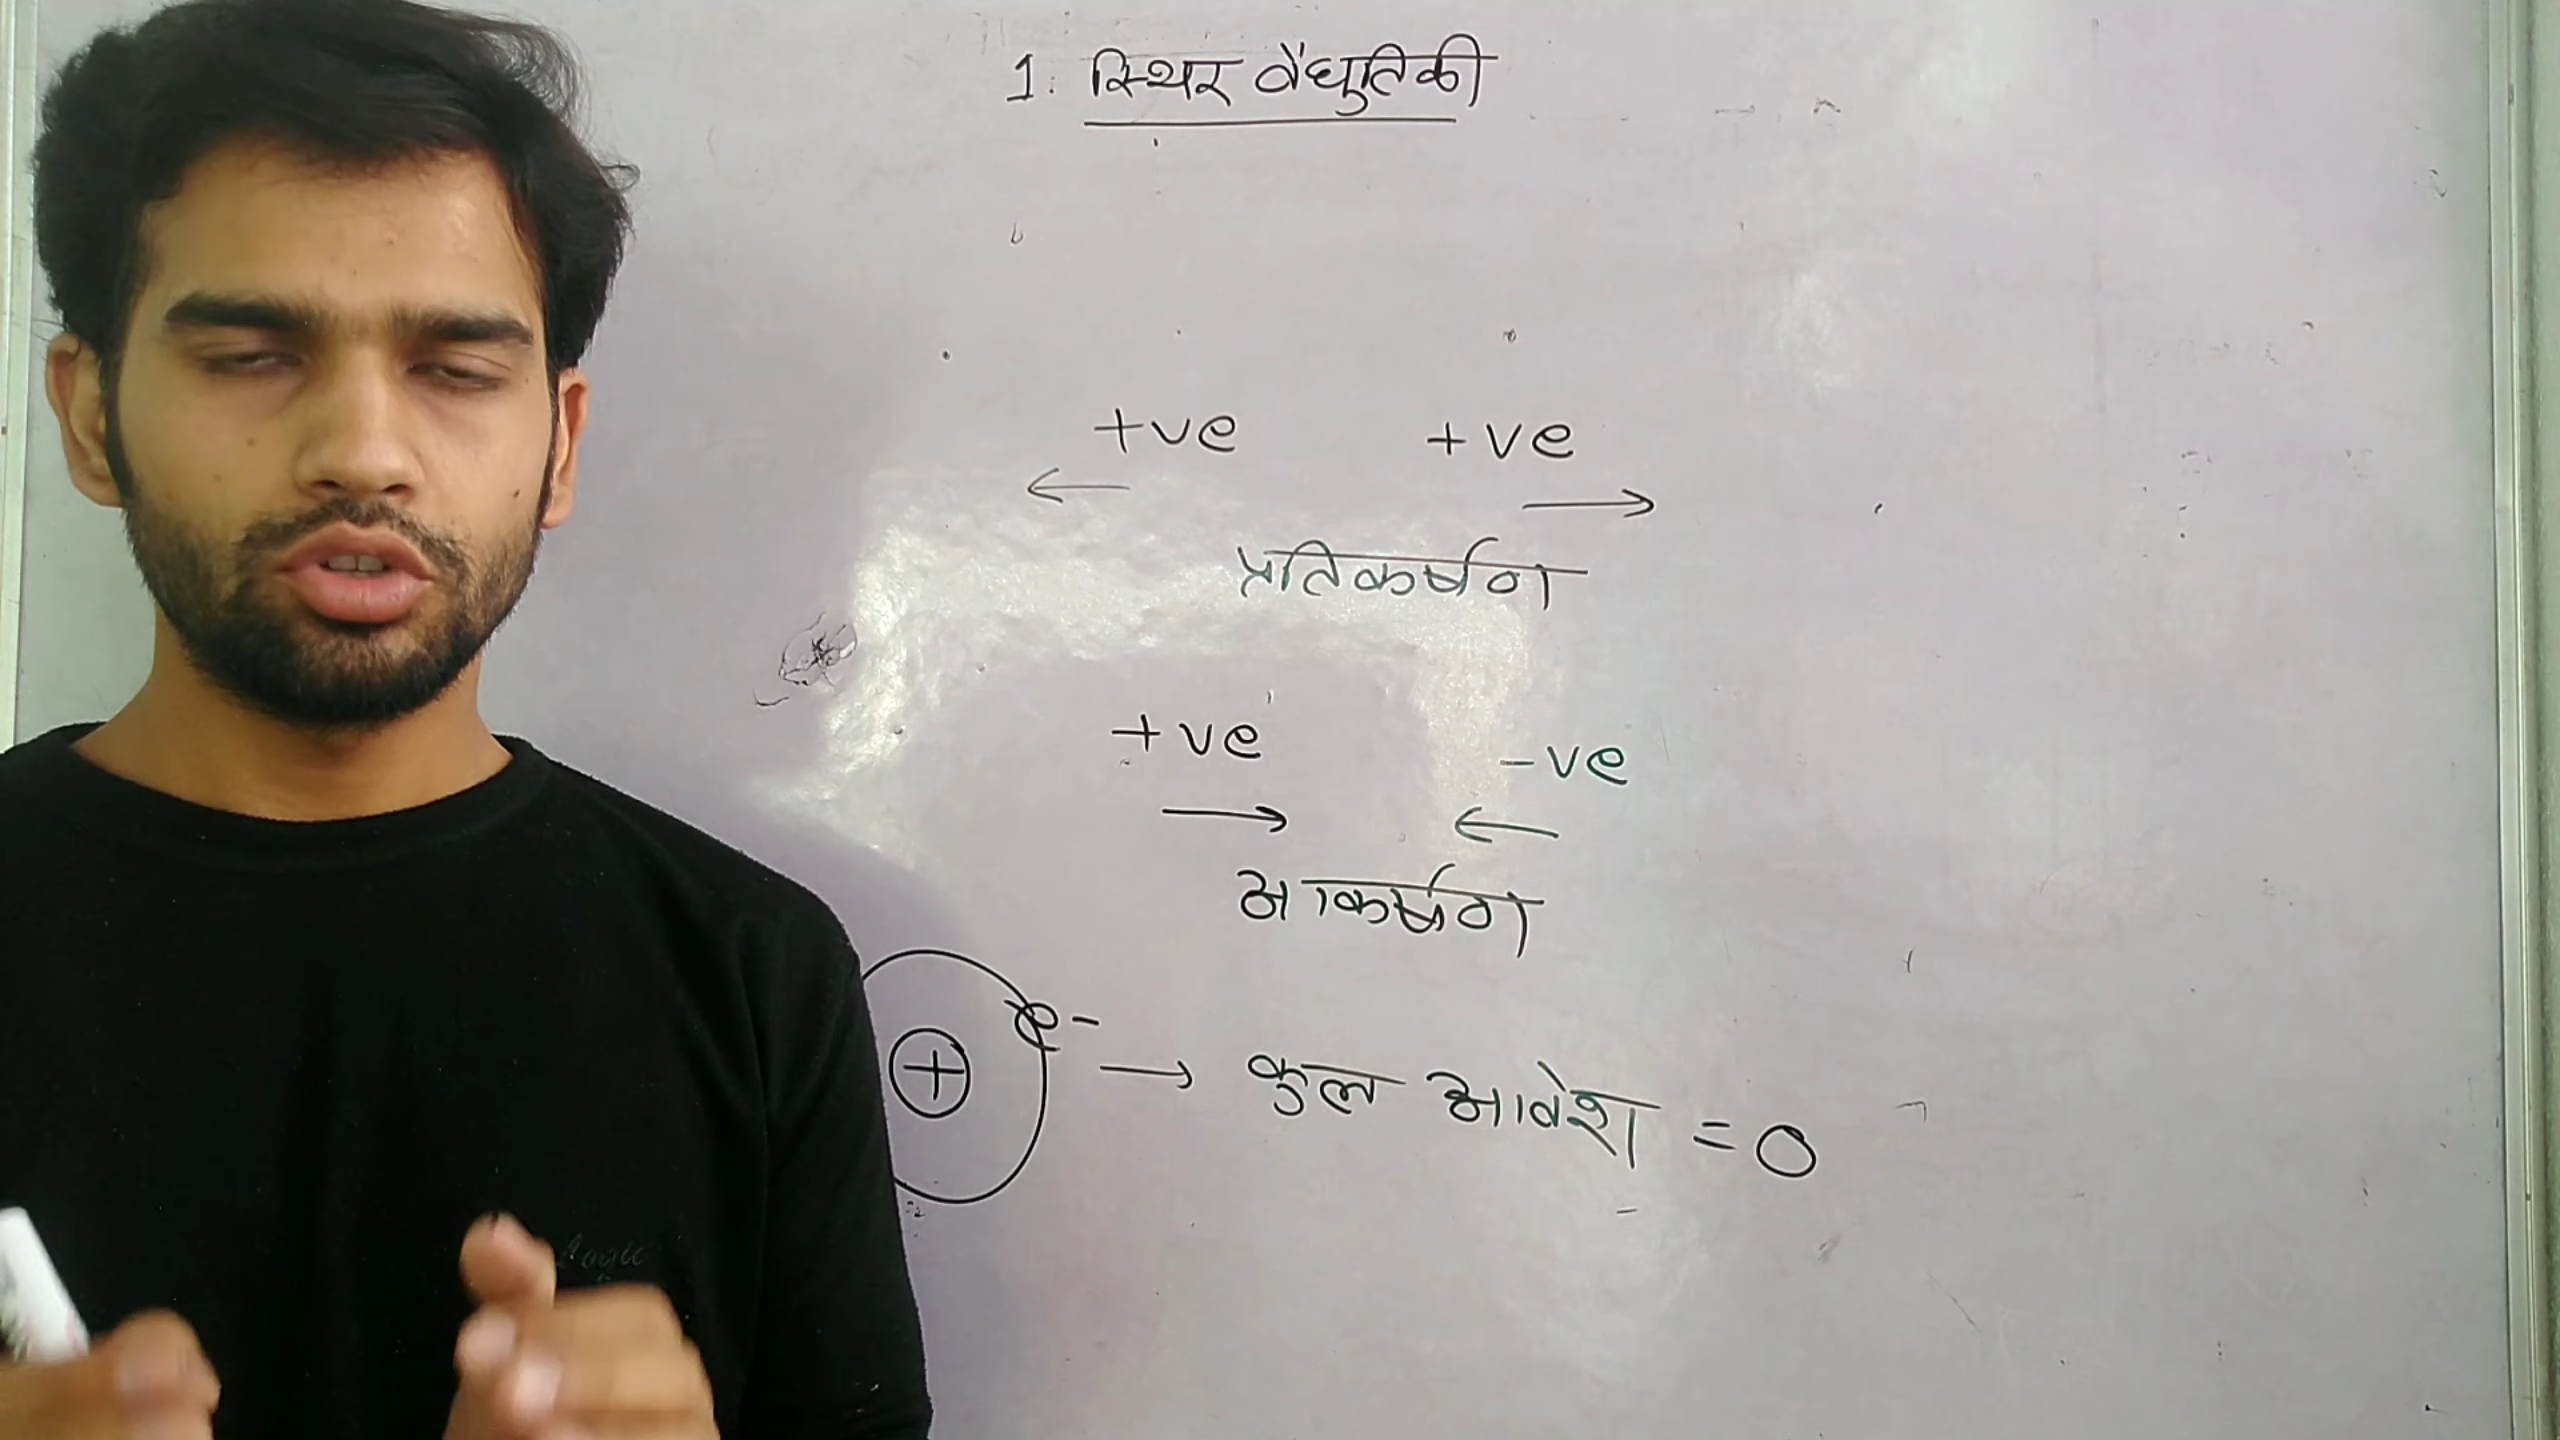 1. स्थिर वैद्युतिकी
+ve +ve
← →
प्रतिकर्षण
+ve -ve
→ ←
आकर्षण
+ e- → कुल आवेश = 0